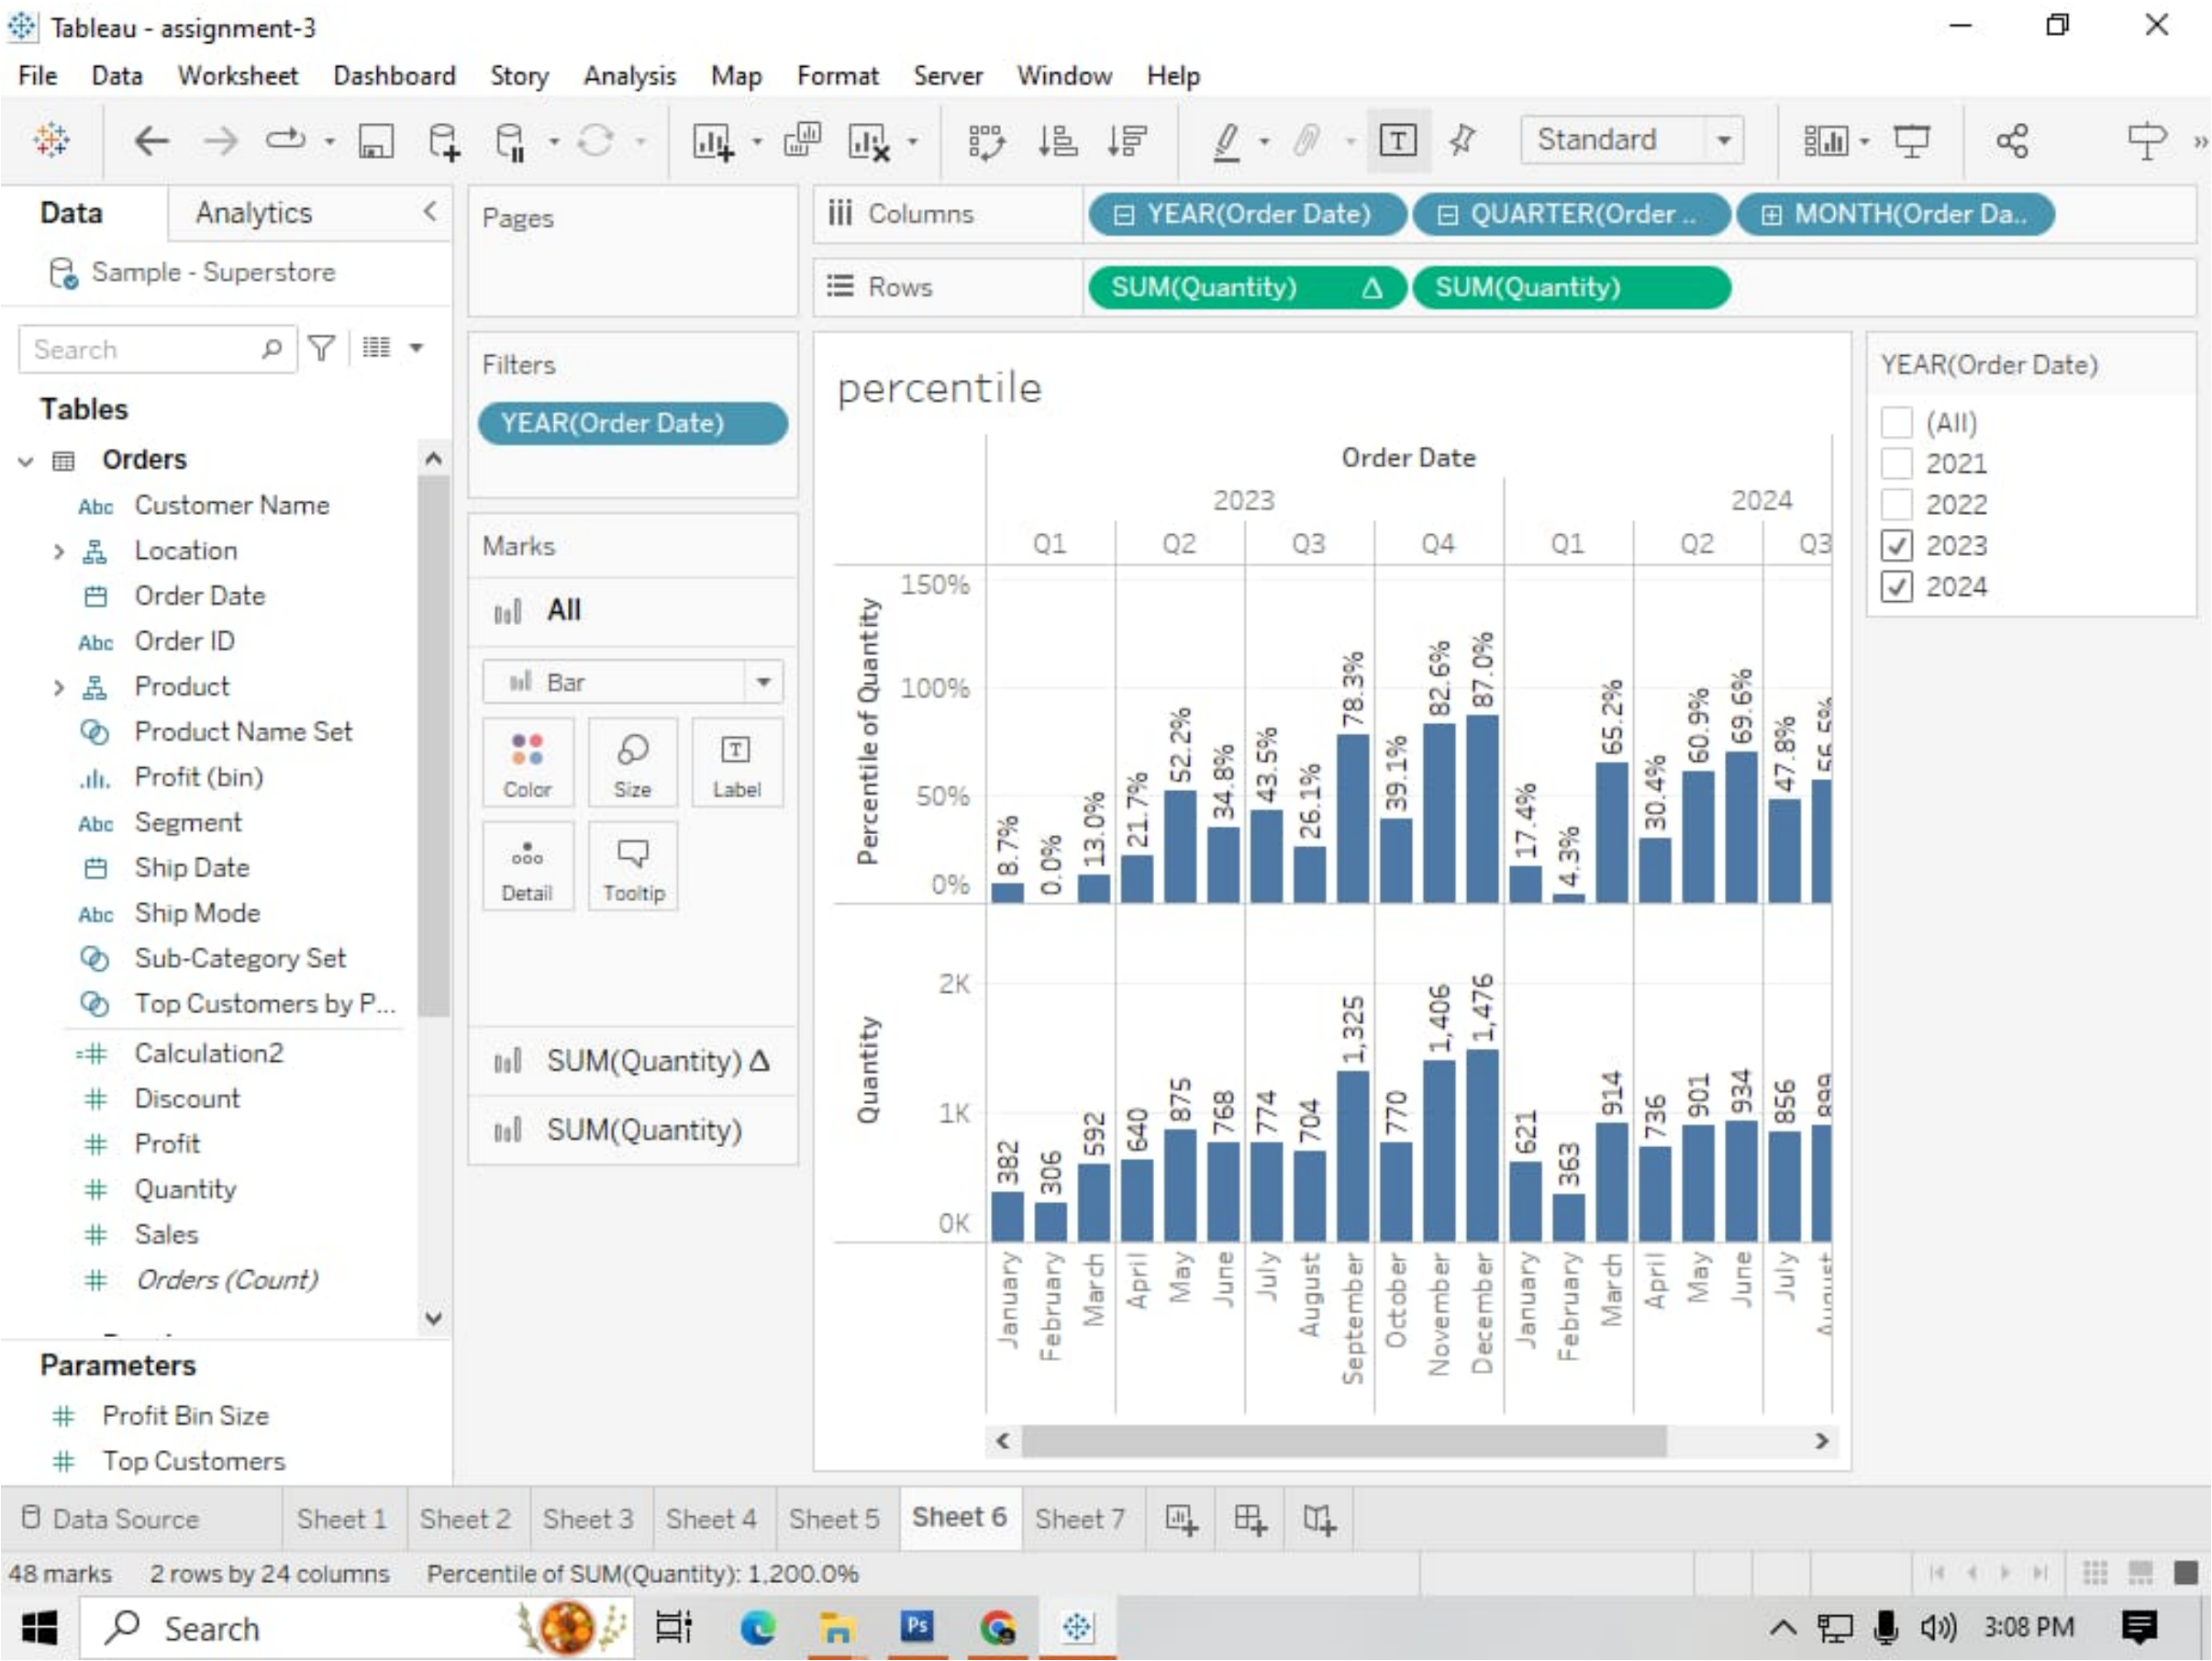 Tableau - assignment-3
File Data Worksheet Dashboard Story Analysis Map Format Server Window Help
Standard
Data
Analytics
Sample - Superstore
Search
Tables
Orders
Abc Customer Name
Location
Order Date
Abc Order ID
Product
Product Name Set
Profit (bin)
Abc Segment
Ship Date
Abc Ship Mode
Sub-Category Set
Top Customers by P...
=# Calculation2
# Discount
# Profit
# Quantity
# Sales
# Orders (Count)
Parameters
# Profit Bin Size
# Top Customers
Pages
Filters
YEAR(Order Date)
Marks
All
Bar
Color
Size
T
Label
Detail
Tooltip
SUM(Quantity) Δ
SUM(Quantity)
Columns
YEAR(Order Date)
QUARTER(Order ..
MONTH(Order Da..
Rows
SUM(Quantity) Δ
SUM(Quantity)
percentile
Order Date
2023 2024
Q1 Q2 Q3 Q4 Q1 Q2 Q3
Percentile of Quantity
150%
100%
50%
0%
8.7% 0.0% 13.0% 21.7% 52.2% 34.8% 43.5% 26.1% 78.3% 39.1% 82.6% 87.0% 17.4% 4.3% 65.2% 30.4% 60.9% 69.6% 47.8% 56.5%
Quantity
2K
1K
0K
382 306 592 640 875 768 774 704 1,325 770 1,406 1,476 621 363 914 736 901 934 856 899
January February March April May June July August September October November December January February March April May June July August
YEAR(Order Date)
(All)
2021
2022
2023
2024
Data Source Sheet 1 Sheet 2 Sheet 3 Sheet 4 Sheet 5 Sheet 6 Sheet 7
48 marks 2 rows by 24 columns Percentile of SUM(Quantity): 1,200.0%
Search
Ps
3:08 PM